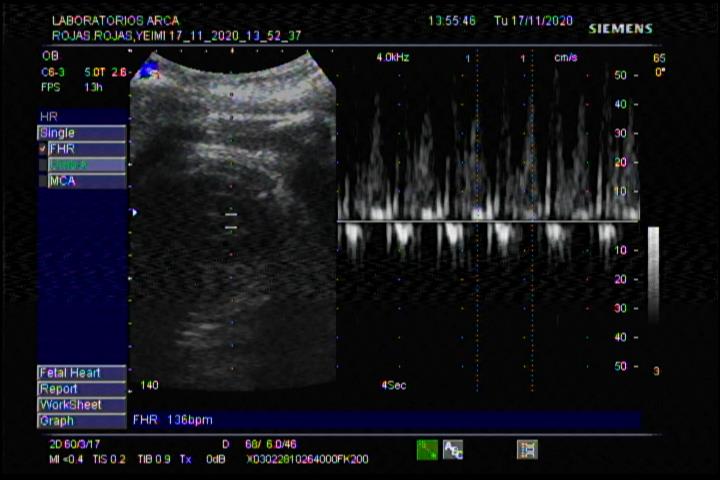 LABORATORIOS ARCA 13:55:46 Tu 17/11/2020
ROJAS.ROJAS,YEIMI 17_11_2020_13_52_37 SIEMENS
OB 4.0kHz 1 1 cm/s 65
C6-3 5.0T 2.6 0°
FPS 13h
50
HR
40
Single
FHR
30
20
MCA
10
10
20
30
40
50
3
Fetal Heart
140 4Sec
Report
WorkSheet
Graph FHR 136bpm
2D 60/3/17 D 68/ 6.0/46
MI <0.4 TIS 0.2 TIB 0.9 Tx 0dB X03022810264000FK200